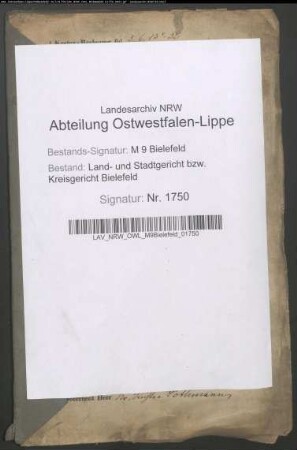 Landesarchiv NRW
Abteilung Ostwestfalen-Lippe
Bestands-Signatur: M 9 Bielefeld
Bestand: Land- und Stadtgericht bzw.
Kreisgericht Bielefeld
Signatur: Nr. 1750
LAV_NRW_OWL_M9Bielefeld_01750